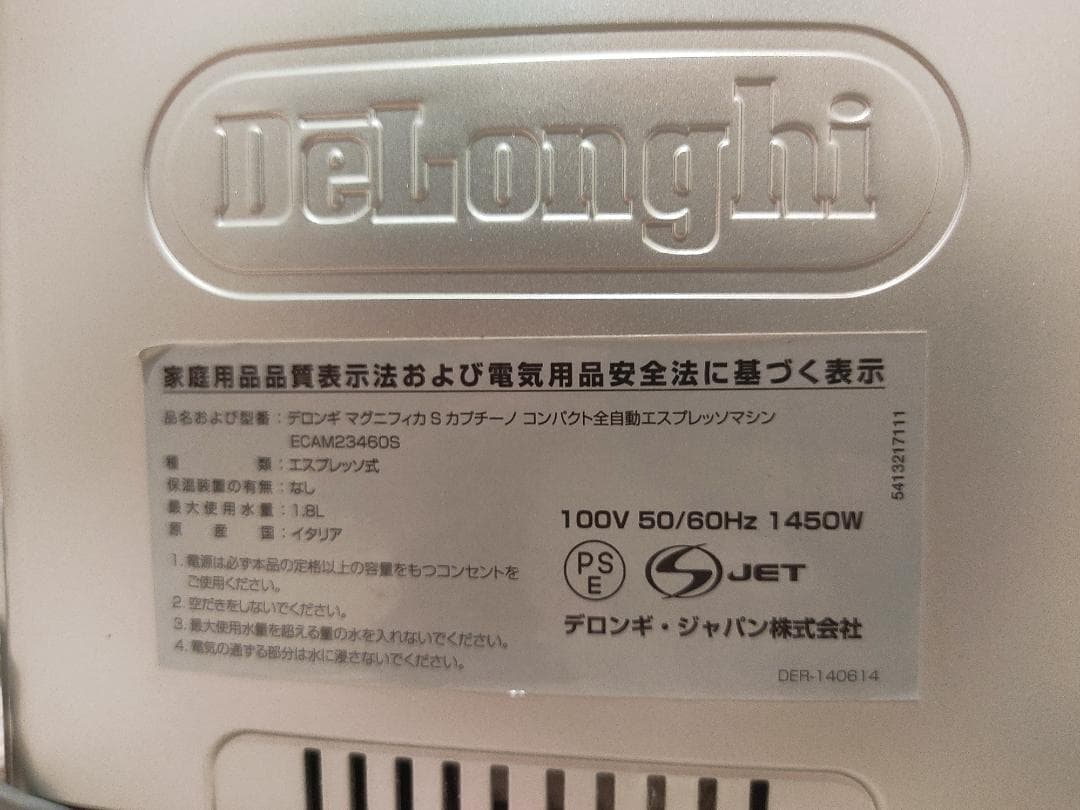 DeLonghi
家庭用品品質表示法および電気用品安全法に基づく表示
品名および型番：デロンギ マグニフィカ S カプチーノ コンパクト全自動エスプレッソマシン
ECAM23460S
種類：エスプレッソ式
保温装置の有無：なし
最大使用水量：1.8L
原産国：イタリア
1. 電源は必ず本品の定格以上の容量をもつコンセントを
ご使用ください。
2. 空だきをしないでください。
3. 最大使用水量を超える量の水を入れないでください。
4. 電気の通ずる部分は水に浸さないでください。
5413217111
100V 50/60Hz 1450W
PS
E
JET
デロンギ・ジャパン株式会社
DER-140614